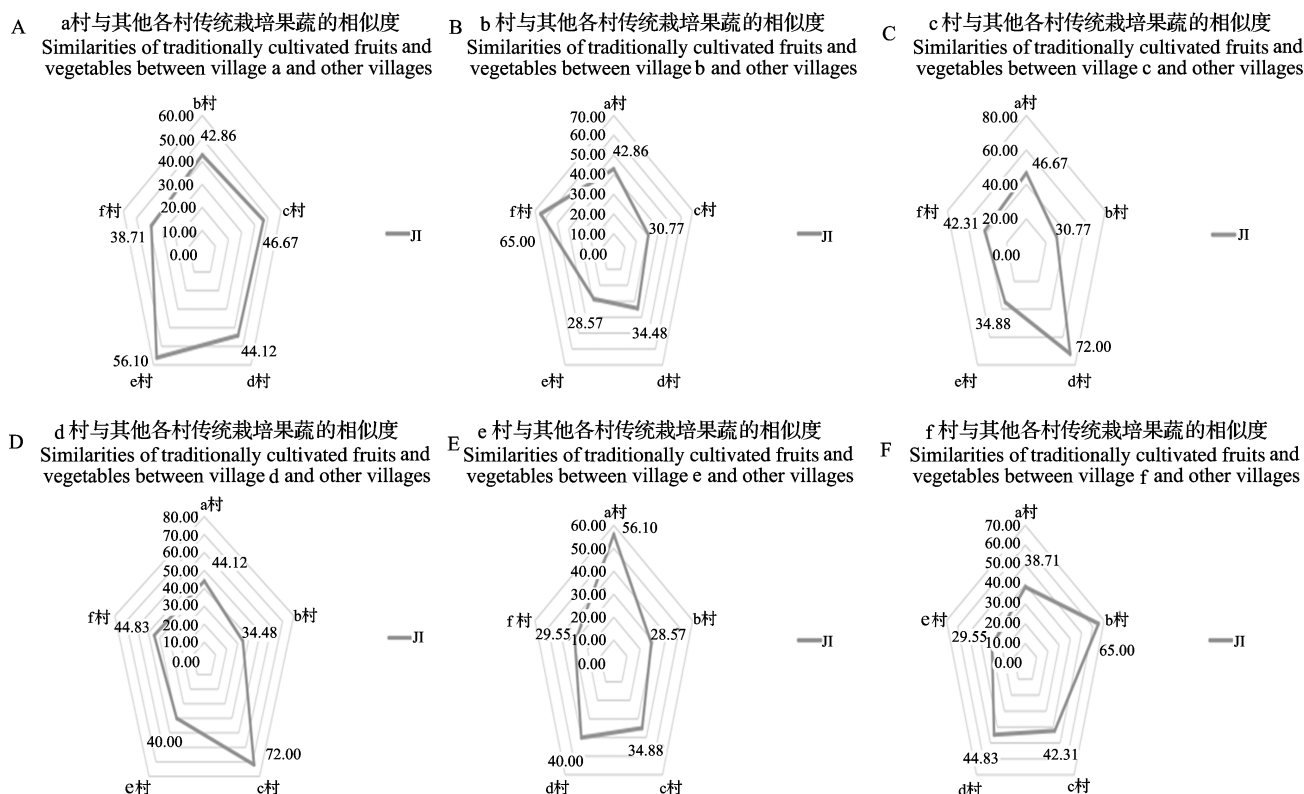 A
a村与其他各村传统栽培果蔬的相似度
Similarities of traditionally cultivated fruits and
vegetables between village a and other villages
b村
60.00
50.00
42.86
40.00
30.00
20.00
10.00
0.00
f村
38.71
c村
46.67
JI
44.12
56.10
e村
d村
B
b村与其他各村传统栽培果蔬的相似度
Similarities of traditionally cultivated fruits and
vegetables between village b and other villages
a村
70.00
60.00
50.00
42.86
40.00
30.00
20.00
10.00
0.00
f村
65.00
c村
30.77
JI
28.57
34.48
e村
d村
C
c村与其他各村传统栽培果蔬的相似度
Similarities of traditionally cultivated fruits and
vegetables between village c and other villages
a村
80.00
60.00
46.67
40.00
20.00
0.00
f村
42.31
b村
30.77
JI
34.88
72.00
e村
d村
D
d村与其他各村传统栽培果蔬的相似度
Similarities of traditionally cultivated fruits and
vegetables between village d and other villages
a村
80.00
70.00
60.00
50.00
44.12
40.00
30.00
20.00
10.00
0.00
f村
44.83
b村
34.48
JI
40.00
72.00
e村
c村
E
e村与其他各村传统栽培果蔬的相似度
Similarities of traditionally cultivated fruits and
vegetables between village e and other villages
a村
60.00
56.10
50.00
40.00
30.00
20.00
10.00
0.00
f村
29.55
b村
28.57
JI
34.88
40.00
d村
c村
F
f村与其他各村传统栽培果蔬的相似度
Similarities of traditionally cultivated fruits and
vegetables between village f and other villages
a村
70.00
60.00
50.00
38.71
40.00
30.00
20.00
10.00
0.00
e村
29.55
b村
65.00
JI
44.83
42.31
d村
c村